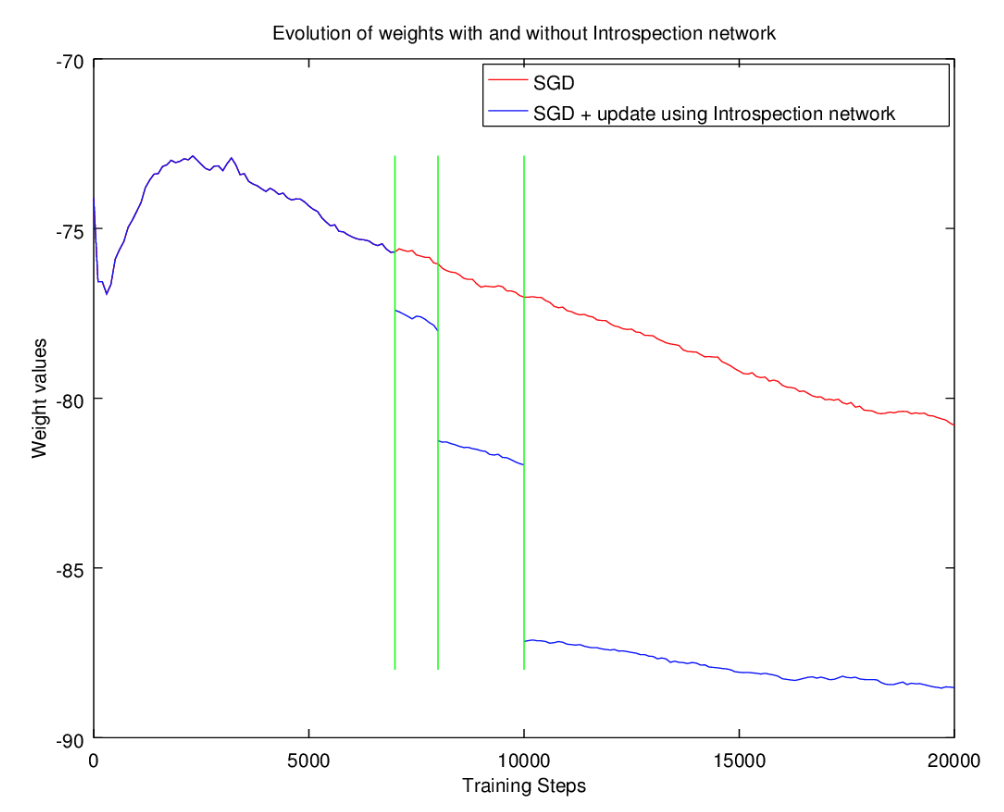 Evolution of weights with and without Introspection network
-70
SGD
SGD + update using Introspection network
-75
-80
-85
-90
Weight values
0 5000 10000 15000 20000
Training Steps